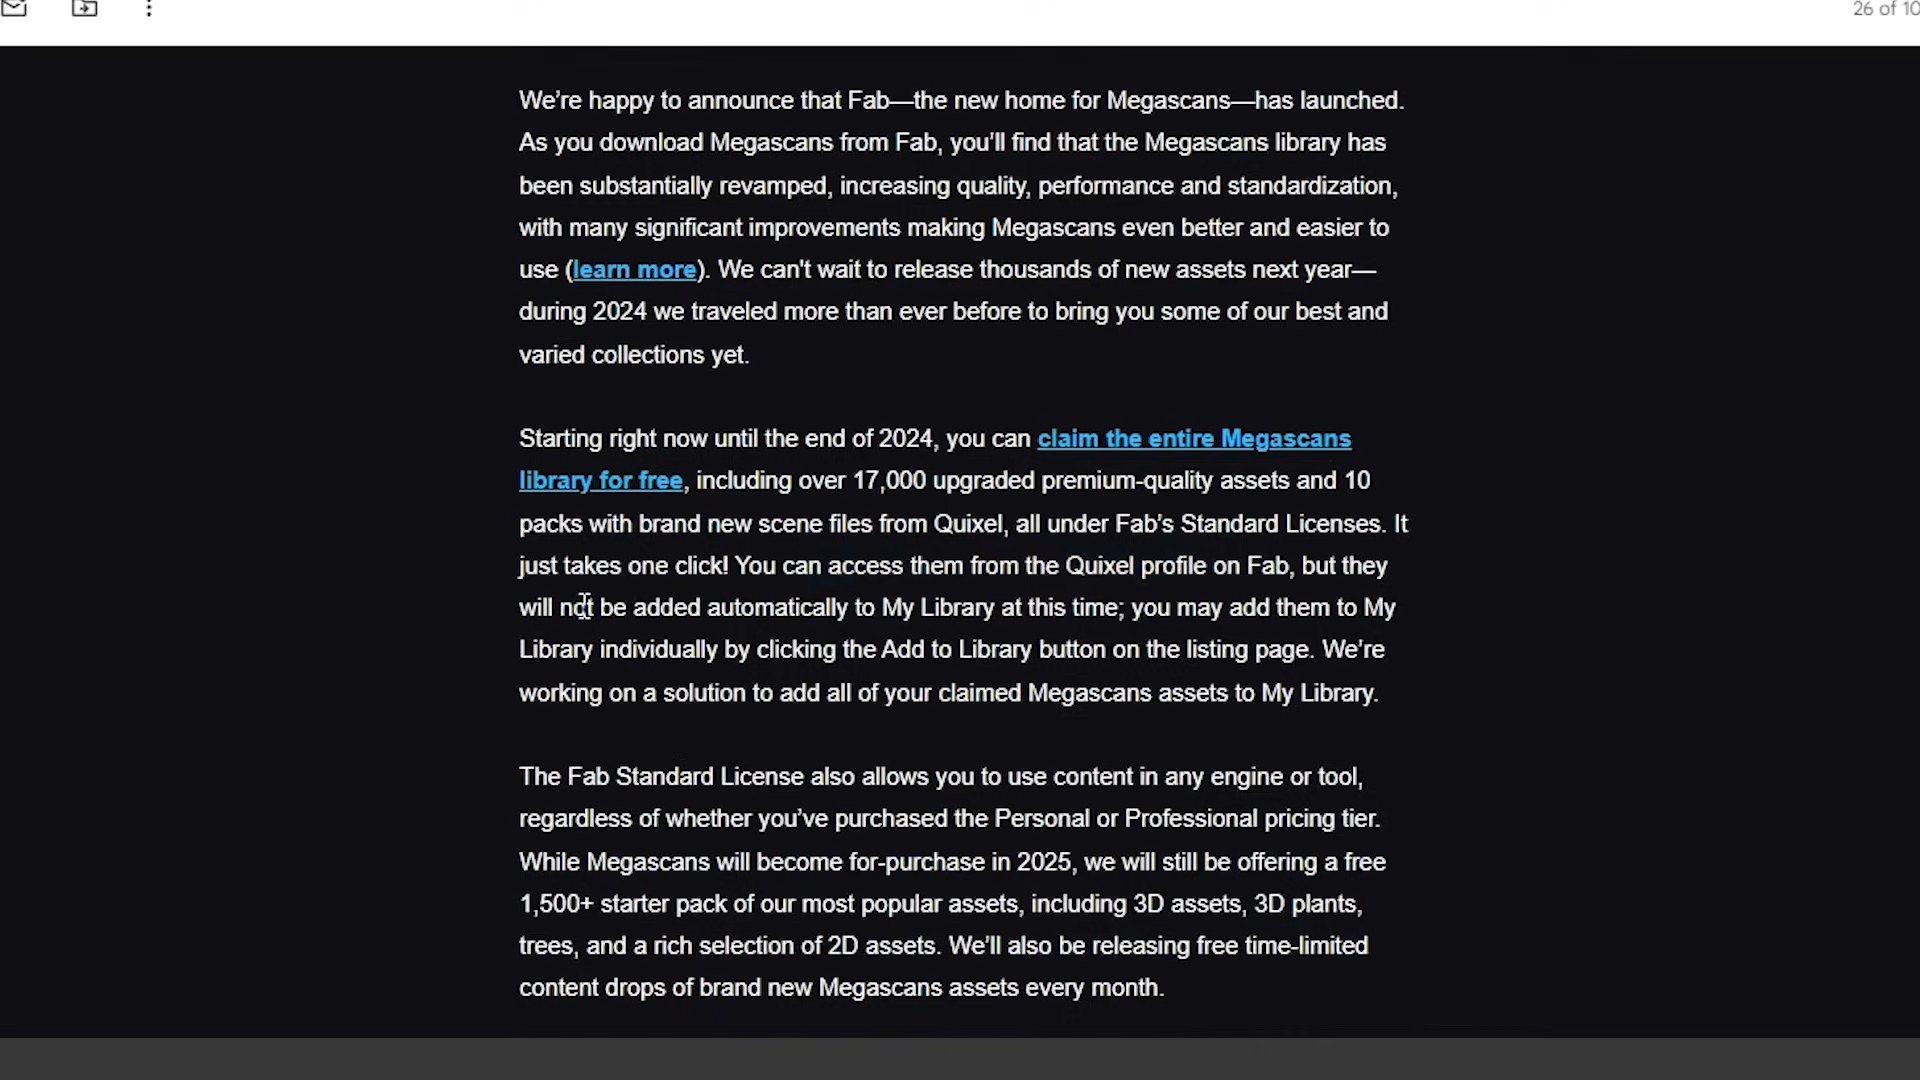 26 of 10
We’re happy to announce that Fab—the new home for Megascans—has launched.
As you download Megascans from Fab, you’ll find that the Megascans library has
been substantially revamped, increasing quality, performance and standardization,
with many significant improvements making Megascans even better and easier to
use (learn more). We can't wait to release thousands of new assets next year—
during 2024 we traveled more than ever before to bring you some of our best and
varied collections yet.
Starting right now until the end of 2024, you can claim the entire Megascans
library for free, including over 17,000 upgraded premium-quality assets and 10
packs with brand new scene files from Quixel, all under Fab’s Standard Licenses. It
just takes one click! You can access them from the Quixel profile on Fab, but they
will not be added automatically to My Library at this time; you may add them to My
Library individually by clicking the Add to Library button on the listing page. We're
working on a solution to add all of your claimed Megascans assets to My Library.
The Fab Standard License also allows you to use content in any engine or tool,
regardless of whether you’ve purchased the Personal or Professional pricing tier.
While Megascans will become for-purchase in 2025, we will still be offering a free
1,500+ starter pack of our most popular assets, including 3D assets, 3D plants,
trees, and a rich selection of 2D assets. We’ll also be releasing free time-limited
content drops of brand new Megascans assets every month.